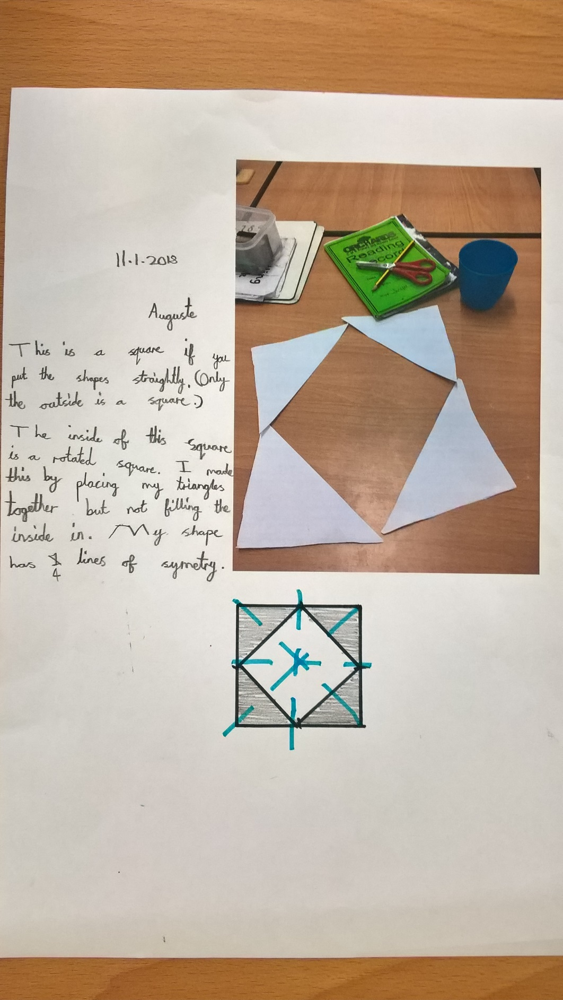 11.1.2018
Auguste
This is a square if you
put the shapes straightly. (Only
the outside is a square.)
The inside of this square
is a rotated square. I made
this by placing my triangles
together but not filling the
inside in. My shape
has 4 lines of symetry.
ORCHARDS
Reading